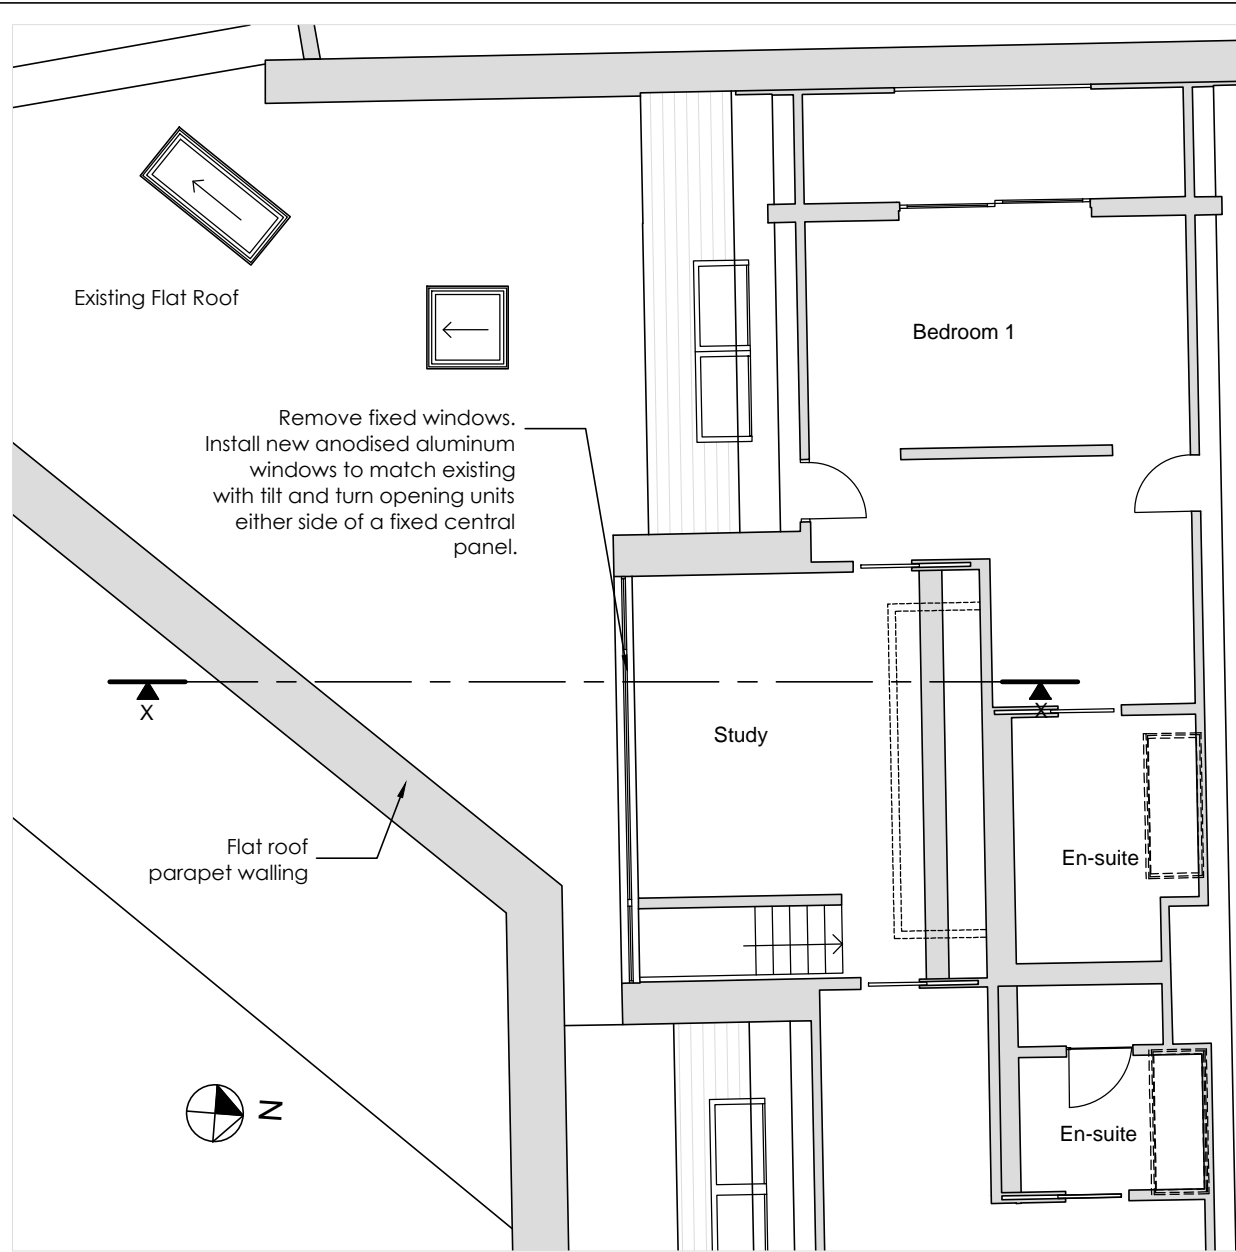 Existing Flat Roof
Bedroom 1
Remove fixed windows.
Install new anodised aluminum
windows to match existing
with tilt and turn opening units
either side of a fixed central
panel.
X
X
Study
Flat roof
parapet walling
En-suite
N
En-suite